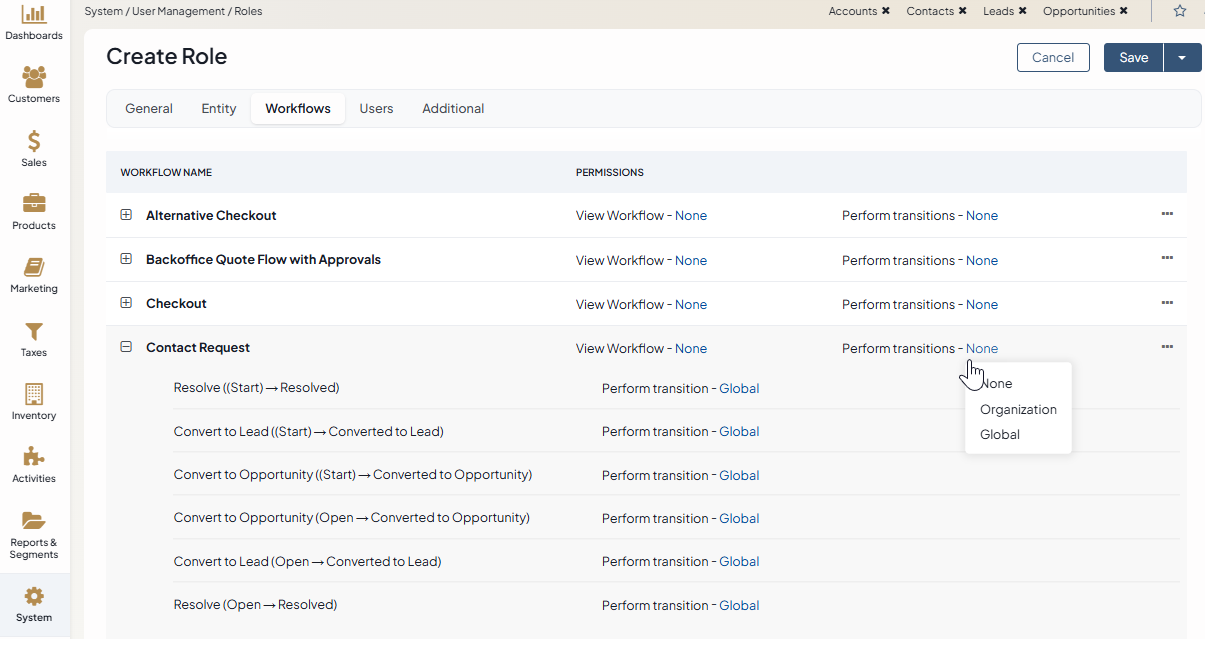 System / User Management / Roles
Accounts ✖ Contacts ✖ Leads ✖ Opportunities ✖
Dashboards
Customers
Sales
Products
Marketing
Taxes
Inventory
Activities
Reports &
Segments
System
Create Role
Cancel
Save
General Entity Workflows Users Additional
WORKFLOW NAME PERMISSIONS
Alternative Checkout View Workflow - None Perform transitions - None
Backoffice Quote Flow with Approvals View Workflow - None Perform transitions - None
Checkout View Workflow - None Perform transitions - None
Contact Request View Workflow - None Perform transitions - None
None
Organization
Global
Resolve ((Start) → Resolved) Perform transition - Global
Convert to Lead ((Start) → Converted to Lead) Perform transition - Global
Convert to Opportunity ((Start) → Converted to Opportunity) Perform transition - Global
Convert to Opportunity (Open → Converted to Opportunity) Perform transition - Global
Convert to Lead (Open → Converted to Lead) Perform transition - Global
Resolve (Open → Resolved) Perform transition - Global